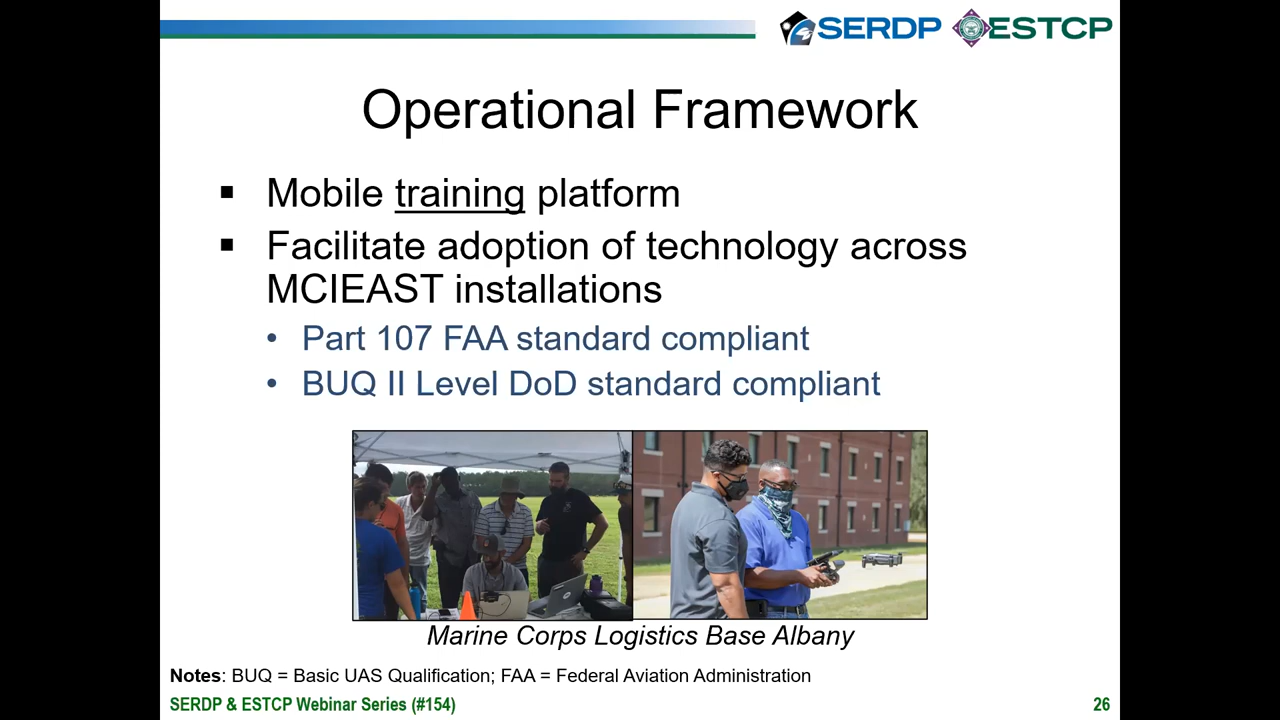 SERDP ESTCP
Operational Framework
▪ Mobile training platform
▪ Facilitate adoption of technology across
MCIEAST installations
• Part 107 FAA standard compliant
• BUQ II Level DoD standard compliant
Marine Corps Logistics Base Albany
Notes: BUQ = Basic UAS Qualification; FAA = Federal Aviation Administration
SERDP & ESTCP Webinar Series (#154)
26